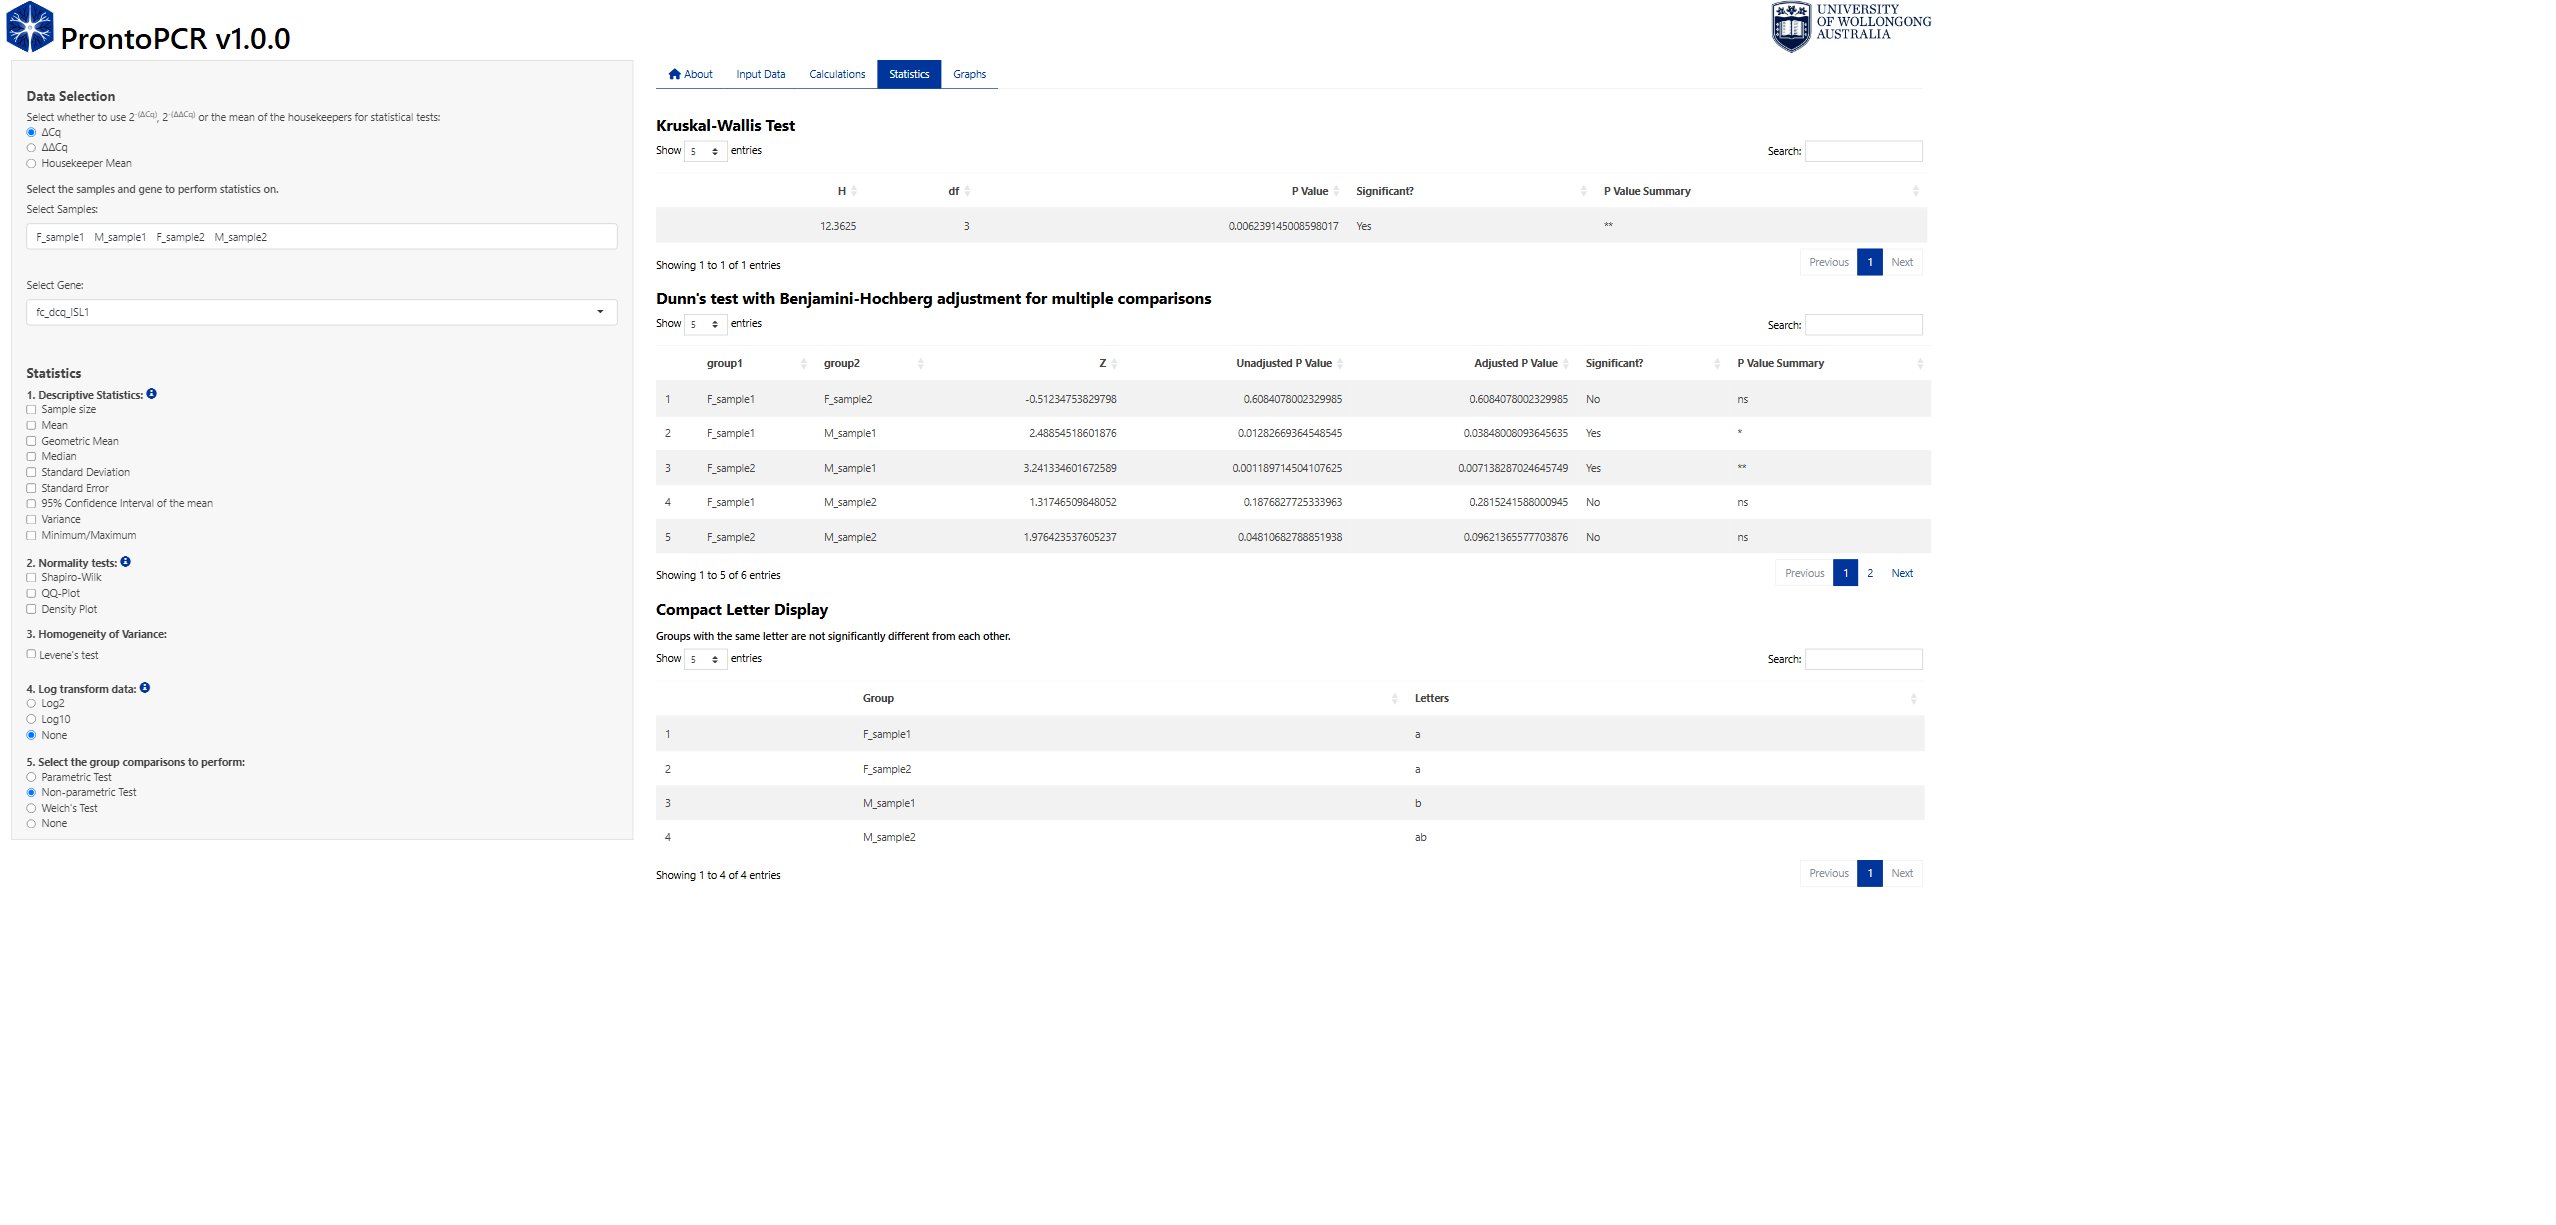 ProntoPCR v1.0.0
UNIVERSITY
OF WOLLONGONG
AUSTRALIA
Data Selection
Select whether to use 2-(ΔCq), 2-(ΔΔCq) or the mean of the housekeepers for statistical tests:
ΔCq
ΔΔCq
Housekeeper Mean
Select the samples and gene to perform statistics on.
Select Samples:
F_sample1 M_sample1 F_sample2 M_sample2
Select Gene:
fc_dcq_ISL1
Statistics
1. Descriptive Statistics:
Sample size
Mean
Geometric Mean
Median
Standard Deviation
Standard Error
95% Confidence Interval of the mean
Variance
Minimum/Maximum
2. Normality tests:
Shapiro-Wilk
QQ-Plot
Density Plot
3. Homogeneity of Variance:
Levene's test
4. Log transform data:
Log2
Log10
None
5. Select the group comparisons to perform:
Parametric Test
Non-parametric Test
Welch's Test
None
About Input Data Calculations Statistics Graphs
Kruskal-Wallis Test
Show 5 entries Search:
H df P Value Significant? P Value Summary
12.3625 3 0.006239145008598017 Yes **
Showing 1 to 1 of 1 entries Previous 1 Next
Dunn's test with Benjamini-Hochberg adjustment for multiple comparisons
Show 5 entries Search:
group1 group2 Z Unadjusted P Value Adjusted P Value Significant? P Value Summary
1 F_sample1 F_sample2 -0.51234753829798 0.6084078002329985 0.6084078002329985 No ns
2 F_sample1 M_sample1 2.48854518601876 0.01282669364548545 0.03848008093645635 Yes *
3 F_sample2 M_sample1 3.241334601672589 0.001189714504107625 0.007138287024645749 Yes **
4 F_sample1 M_sample2 1.31746509848052 0.1876827725333963 0.2815241588000945 No ns
5 F_sample2 M_sample2 1.976423537605237 0.04810682788851938 0.09621365577703876 No ns
Showing 1 to 5 of 6 entries Previous 1 2 Next
Compact Letter Display
Groups with the same letter are not significantly different from each other.
Show 5 entries Search:
Group Letters
1 F_sample1 a
2 F_sample2 a
3 M_sample1 b
4 M_sample2 ab
Showing 1 to 4 of 4 entries Previous 1 Next